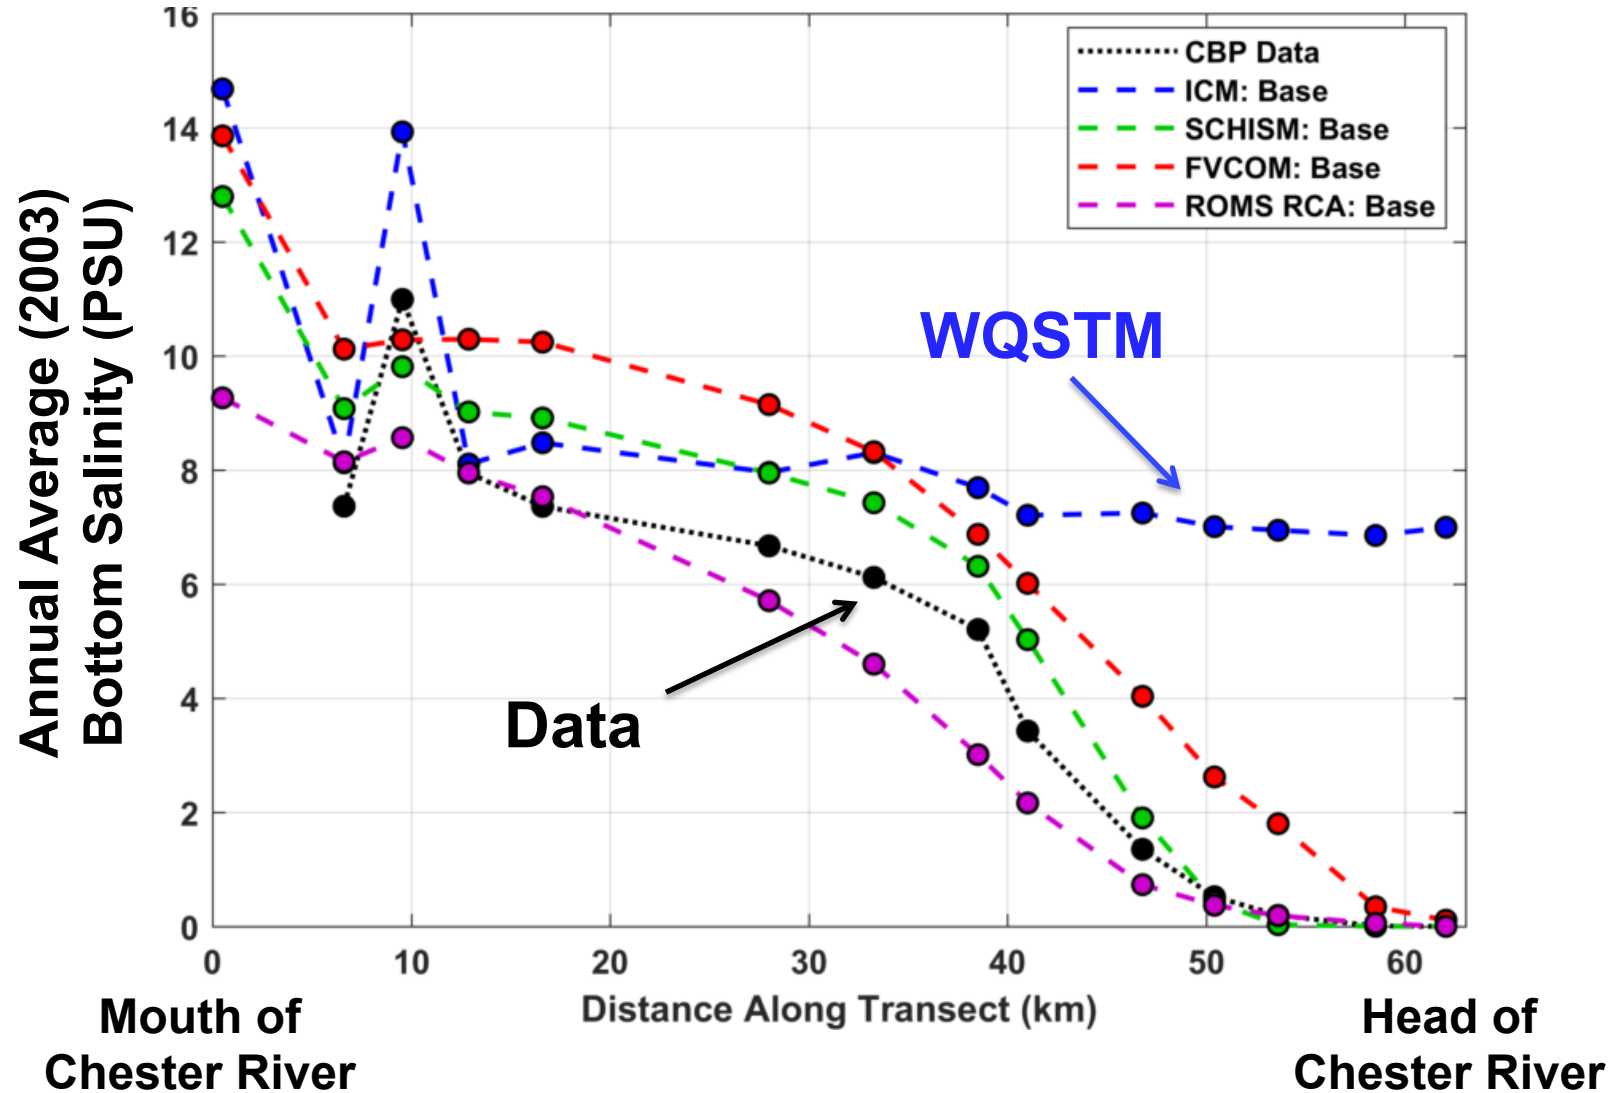 16
14
12
10
8
6
4
2
0
Annual Average (2003)
Bottom Salinity (PSU)
CBP Data
ICM: Base
SCHISM: Base
FVCOM: Base
ROMS RCA: Base
WQSTM
Data
0 10 20 30 40 50 60
Distance Along Transect (km)
Mouth of
Chester River
Head of
Chester River